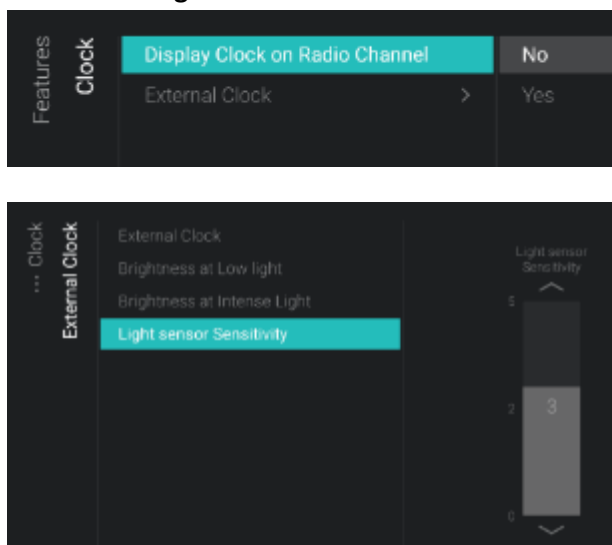 Features
Clock
Display Clock on Radio Channel
No
External Clock >
Yes
... Clock
External Clock
External Clock
Brightness at Low light
Brightness at Intense Light
Light sensor Sensitivity
Light sensor
Sensitivity
5
2
3
0